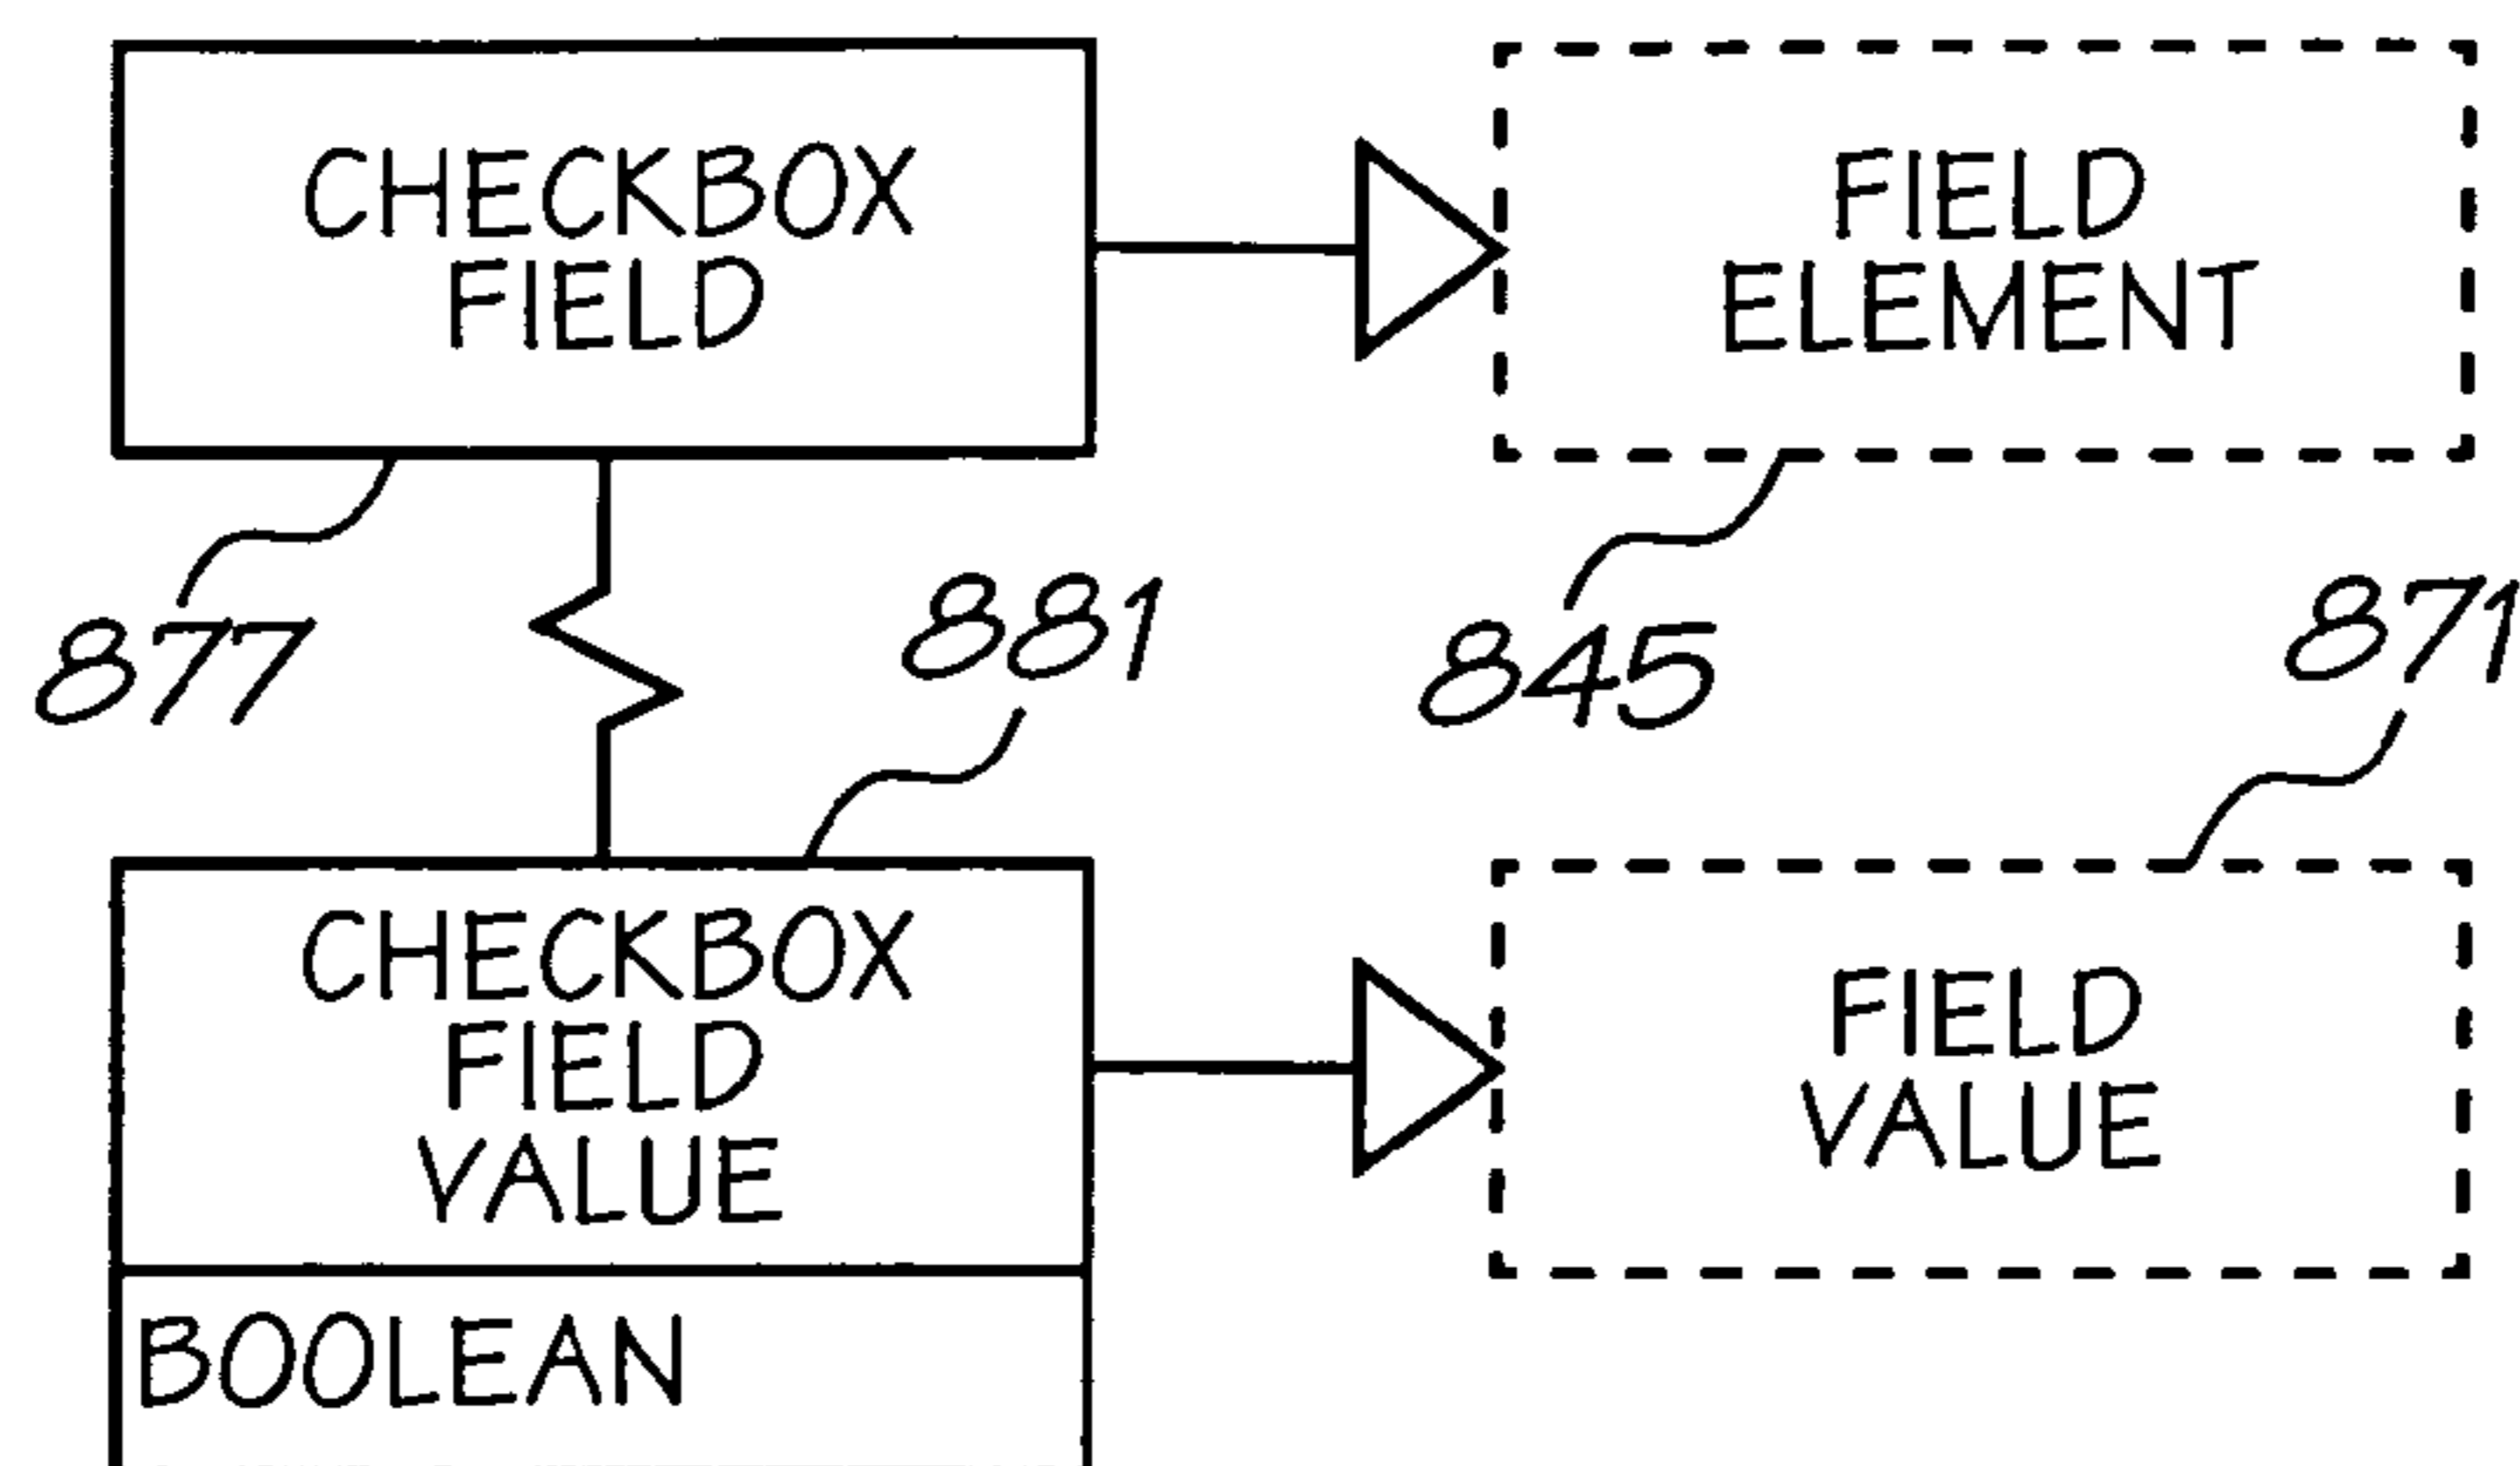 CHECKBOX
FIELD
FIELD
ELEMENT
877
881
845
871
CHECKBOX
FIELD
VALUE
FIELD
VALUE
BOOLEAN